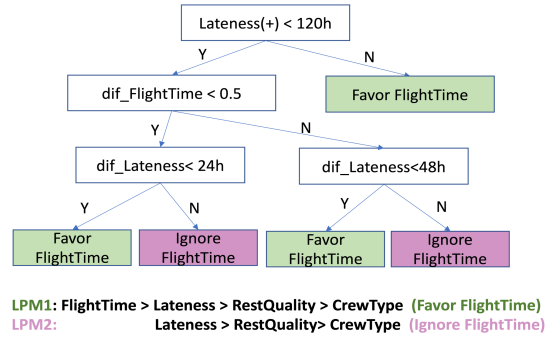 Lateness(+) < 120h
Y
N
dif_FlightTime < 0.5
Favor FlightTime
Y
N
dif_Lateness< 24h
dif_Lateness<48h
Y
N
Y
N
Favor
FlightTime
Ignore
FlightTime
Favor
FlightTime
Ignore
FlightTime
LPM1: FlightTime > Lateness > RestQuality > CrewType (Favor FlightTime)
LPM2: Lateness > RestQuality> CrewType (Ignore FlightTime)